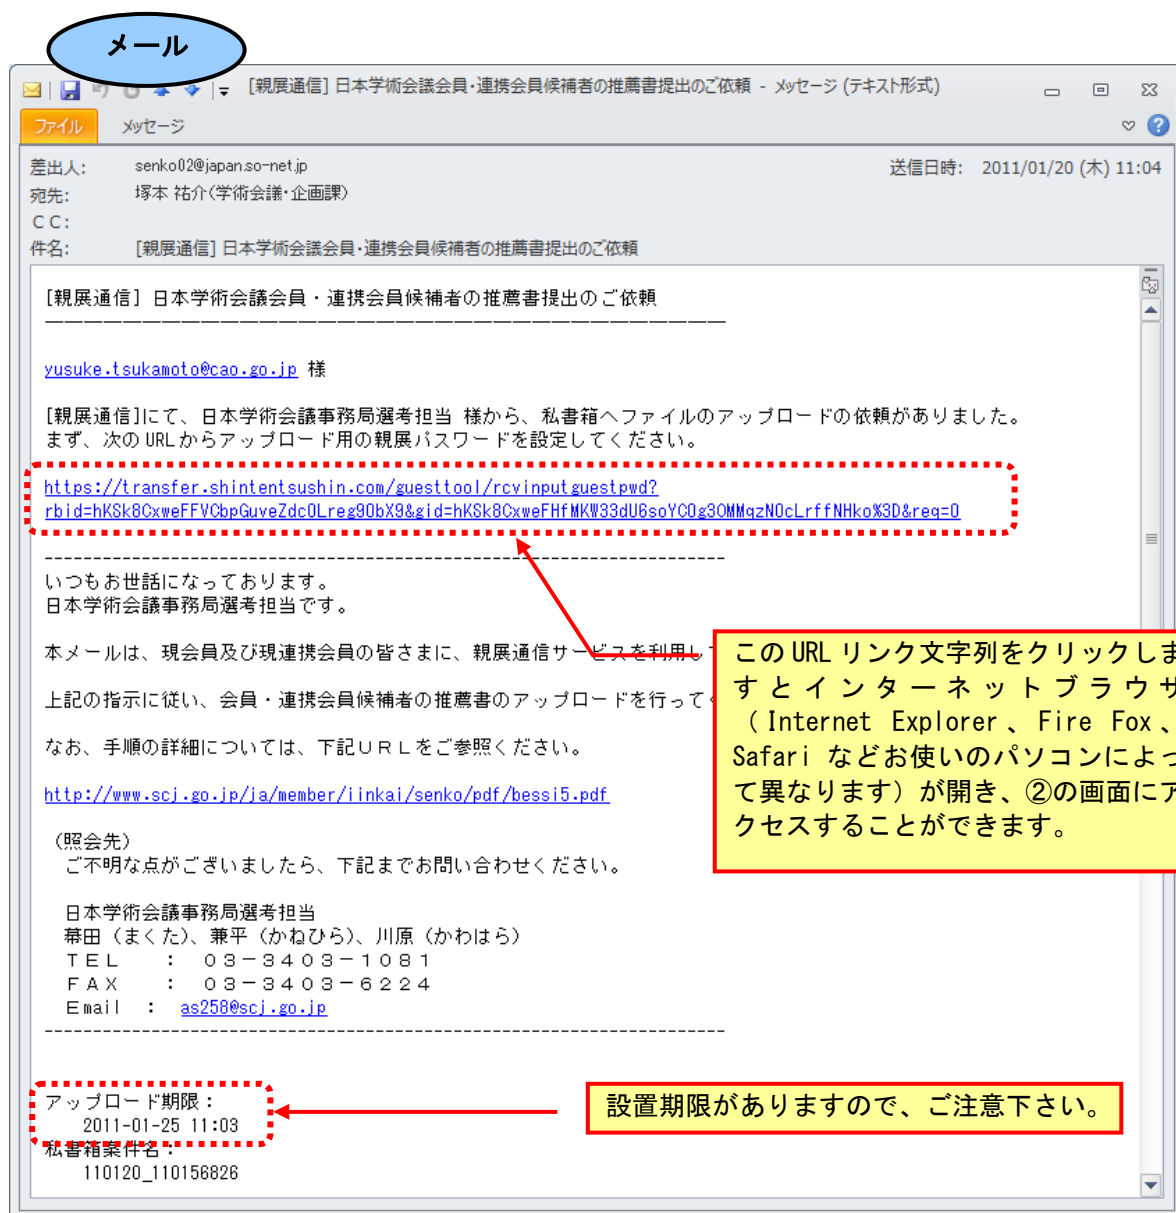 メール
[親展通信] 日本学術会議会員・連携会員候補者の推薦書提出のご依頼 - メッセージ (テキスト形式)
ファイル メッセージ
差出人: senko02@japan.so-net.jp 送信日時: 2011/01/20 (木) 11:04
宛先: 塚本 祐介(学術会議・企画課)
CC:
件名: [親展通信] 日本学術会議会員・連携会員候補者の推薦書提出のご依頼
[親展通信] 日本学術会議会員・連携会員候補者の推薦書提出のご依頼
yusuke.tsukamoto@cao.go.jp 様
[親展通信]にて、日本学術会議事務局選考担当 様から、私書箱へファイルのアップロードの依頼がありました。
まず、次のURLからアップロード用の親展パスワードを設定してください。
https://transfer.shintentsushin.com/guesttool/rcvinputguestpwd?
rbid=hKSk8CxweFFVCbpGuveZdcOLreg9ObX9&gid=hKSk8CxweFHfMKW33dU6soYCOg3OMMqzNOcLrffNHko%3D&req=0
いつもお世話になっております。
日本学術会議事務局選考担当です。
本メールは、現会員及び現連携会員の皆さまに、親展通信サービスを利用し
上記の指示に従い、会員・連携会員候補者の推薦書のアップロードを行って
なお、手順の詳細については、下記URLをご参照ください。
http://www.scj.go.jp/ja/member/iinkai/senko/pdf/bessi5.pdf
このURLリンク文字列をクリックしま
すとインターネットブラウザ
(Internet Explorer、Fire Fox、
Safari などお使いのパソコンによっ
て異なります)が開き、②の画面にア
クセスすることができます。
(照会先)
ご不明な点がございましたら、下記までお問い合わせください。
日本学術会議事務局選考担当
幕田(まくた)、兼平(かねひら)、川原(かわはら)
TEL : 03-3403-1081
FAX : 03-3403-6224
Email : as258@scj.go.jp
アップロード期限:
2011-01-25 11:03
設置期限がありますので、ご注意下さい。
私書箱案件名:
110120_110156826